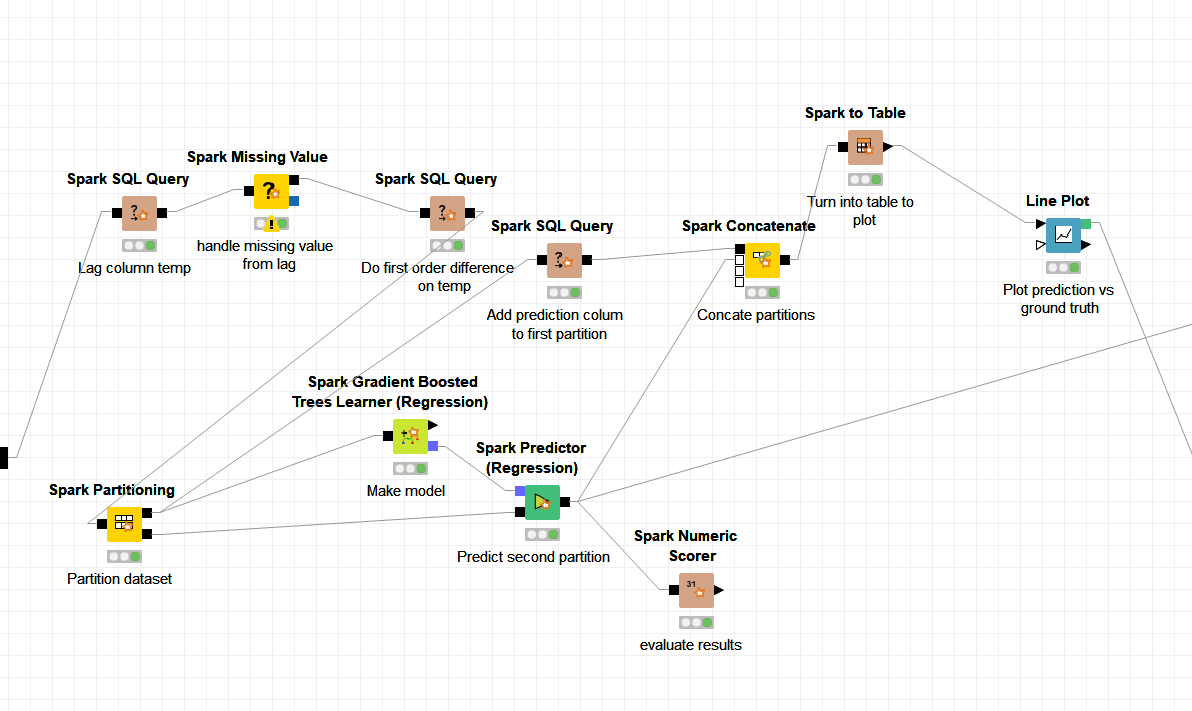 Spark to Table
Turn into table to
plot
Spark Missing Value
handle missing value
from lag
Spark SQL Query
Lag column temp
Spark SQL Query
Do first order difference
on temp
Spark SQL Query
Add prediction colum
to first partition
Spark Concatenate
Concate partitions
Line Plot
Plot prediction vs
ground truth
Spark Gradient Boosted
Trees Learner (Regression)
Make model
Spark Predictor
(Regression)
Predict second partition
Spark Partitioning
Partition dataset
Spark Numeric
Scorer
31
evaluate results